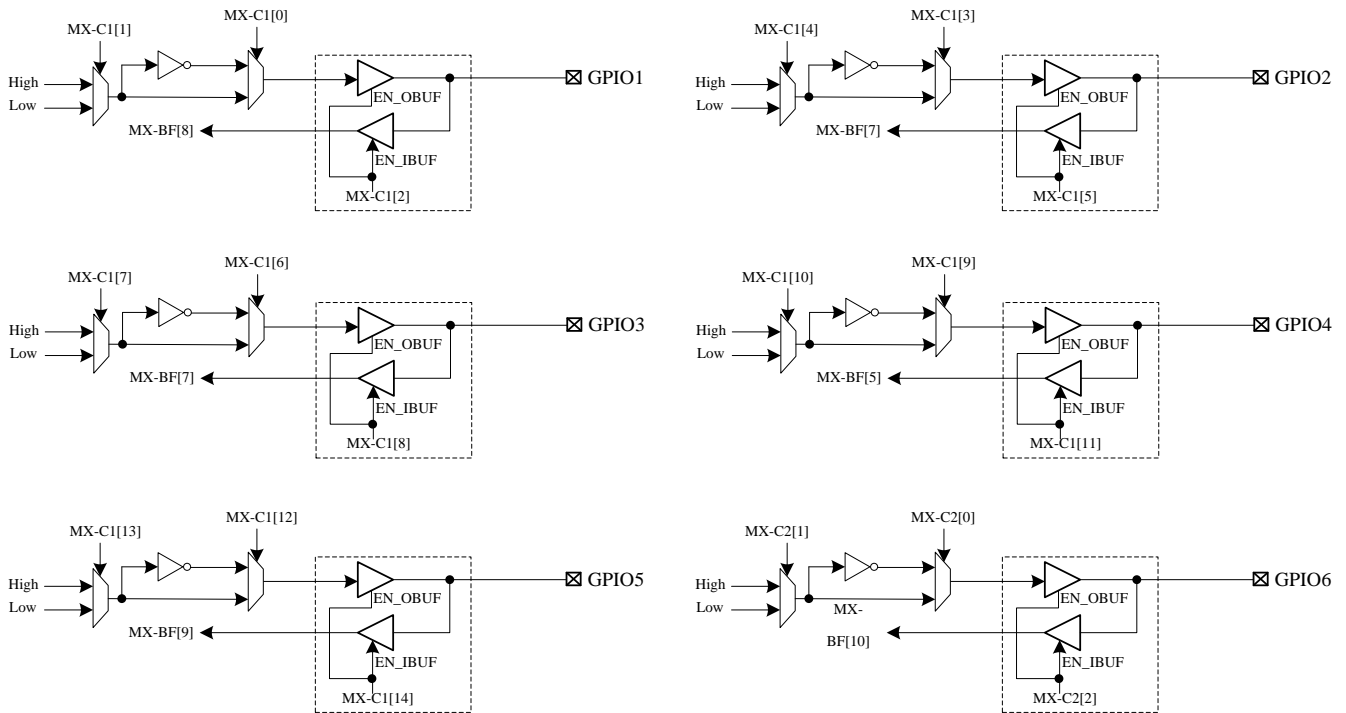 MX-C1[1]
MX-C1[0]
High
Low
GPIO1
EN_OBUF
MX-BF[8]
EN_IBUF
MX-C1[2]
MX-C1[4]
MX-C1[3]
High
Low
GPIO2
EN_OBUF
MX-BF[7]
EN_IBUF
MX-C1[5]
MX-C1[7]
MX-C1[6]
High
Low
GPIO3
EN_OBUF
MX-BF[7]
EN_IBUF
MX-C1[8]
MX-C1[10]
MX-C1[9]
High
Low
GPIO4
EN_OBUF
MX-BF[5]
EN_IBUF
MX-C1[11]
MX-C1[13]
MX-C1[12]
High
Low
GPIO5
EN_OBUF
MX-BF[9]
EN_IBUF
MX-C1[14]
MX-C2[1]
MX-C2[0]
High
Low
GPIO6
EN_OBUF
MX-
BF[10]
EN_IBUF
MX-C2[2]